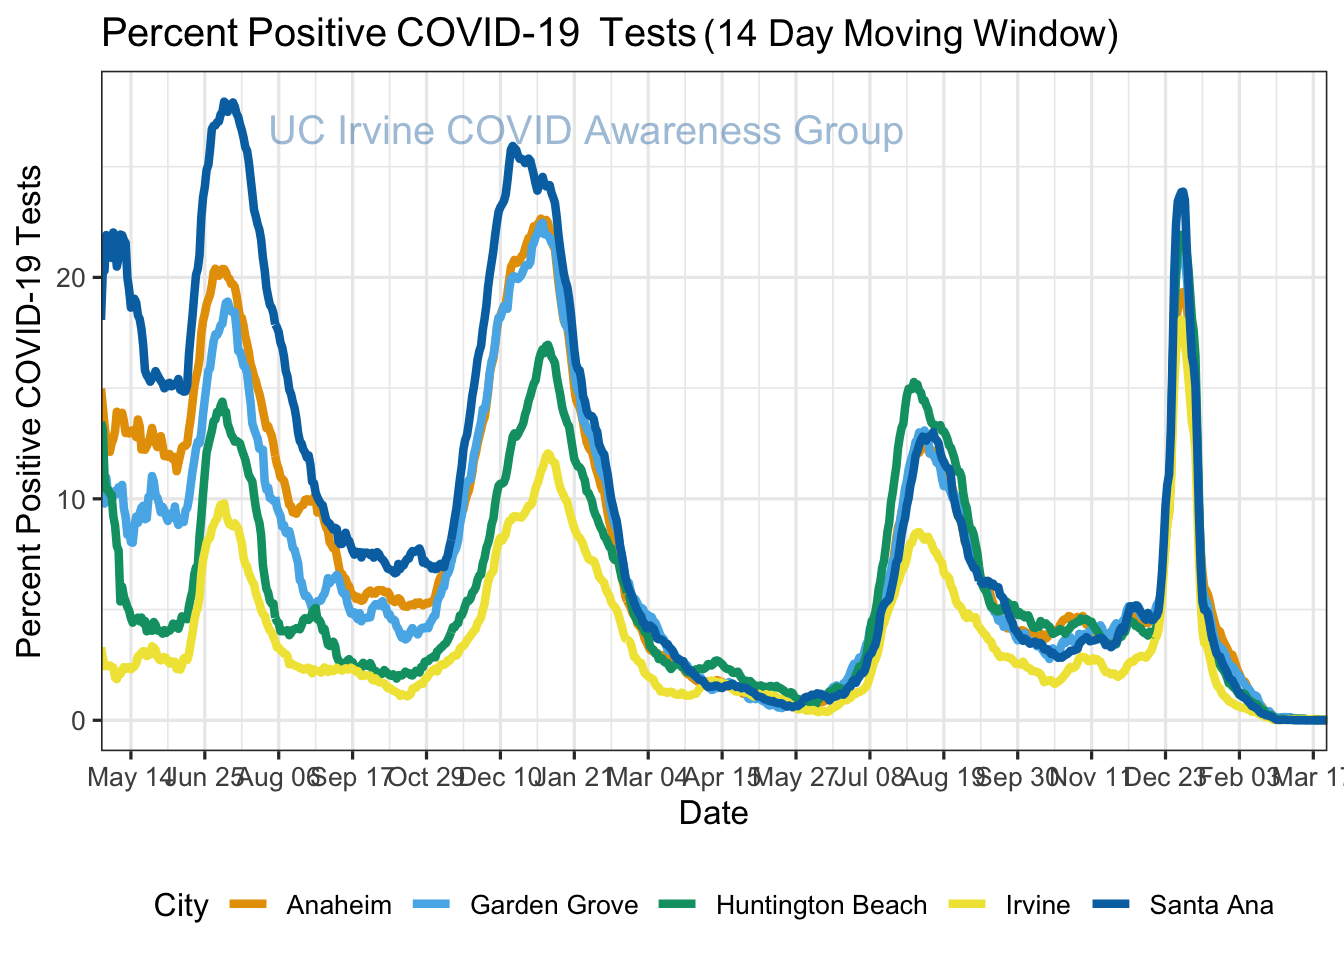 Percent Positive COVID-19 Tests (14 Day Moving Window)
UC Irvine COVID Awareness Group
Percent Positive COVID-19 Tests
20
10
0
May 14 Jun 25 Aug 06 Sep 17 Oct 29 Dec 10 Jan 21 Mar 04 Apr 15 May 27 Jul 08 Aug 19 Sep 30 Nov 11 Dec 23 Feb 03 Mar 17
Date
City Anaheim Garden Grove Huntington Beach Irvine Santa Ana